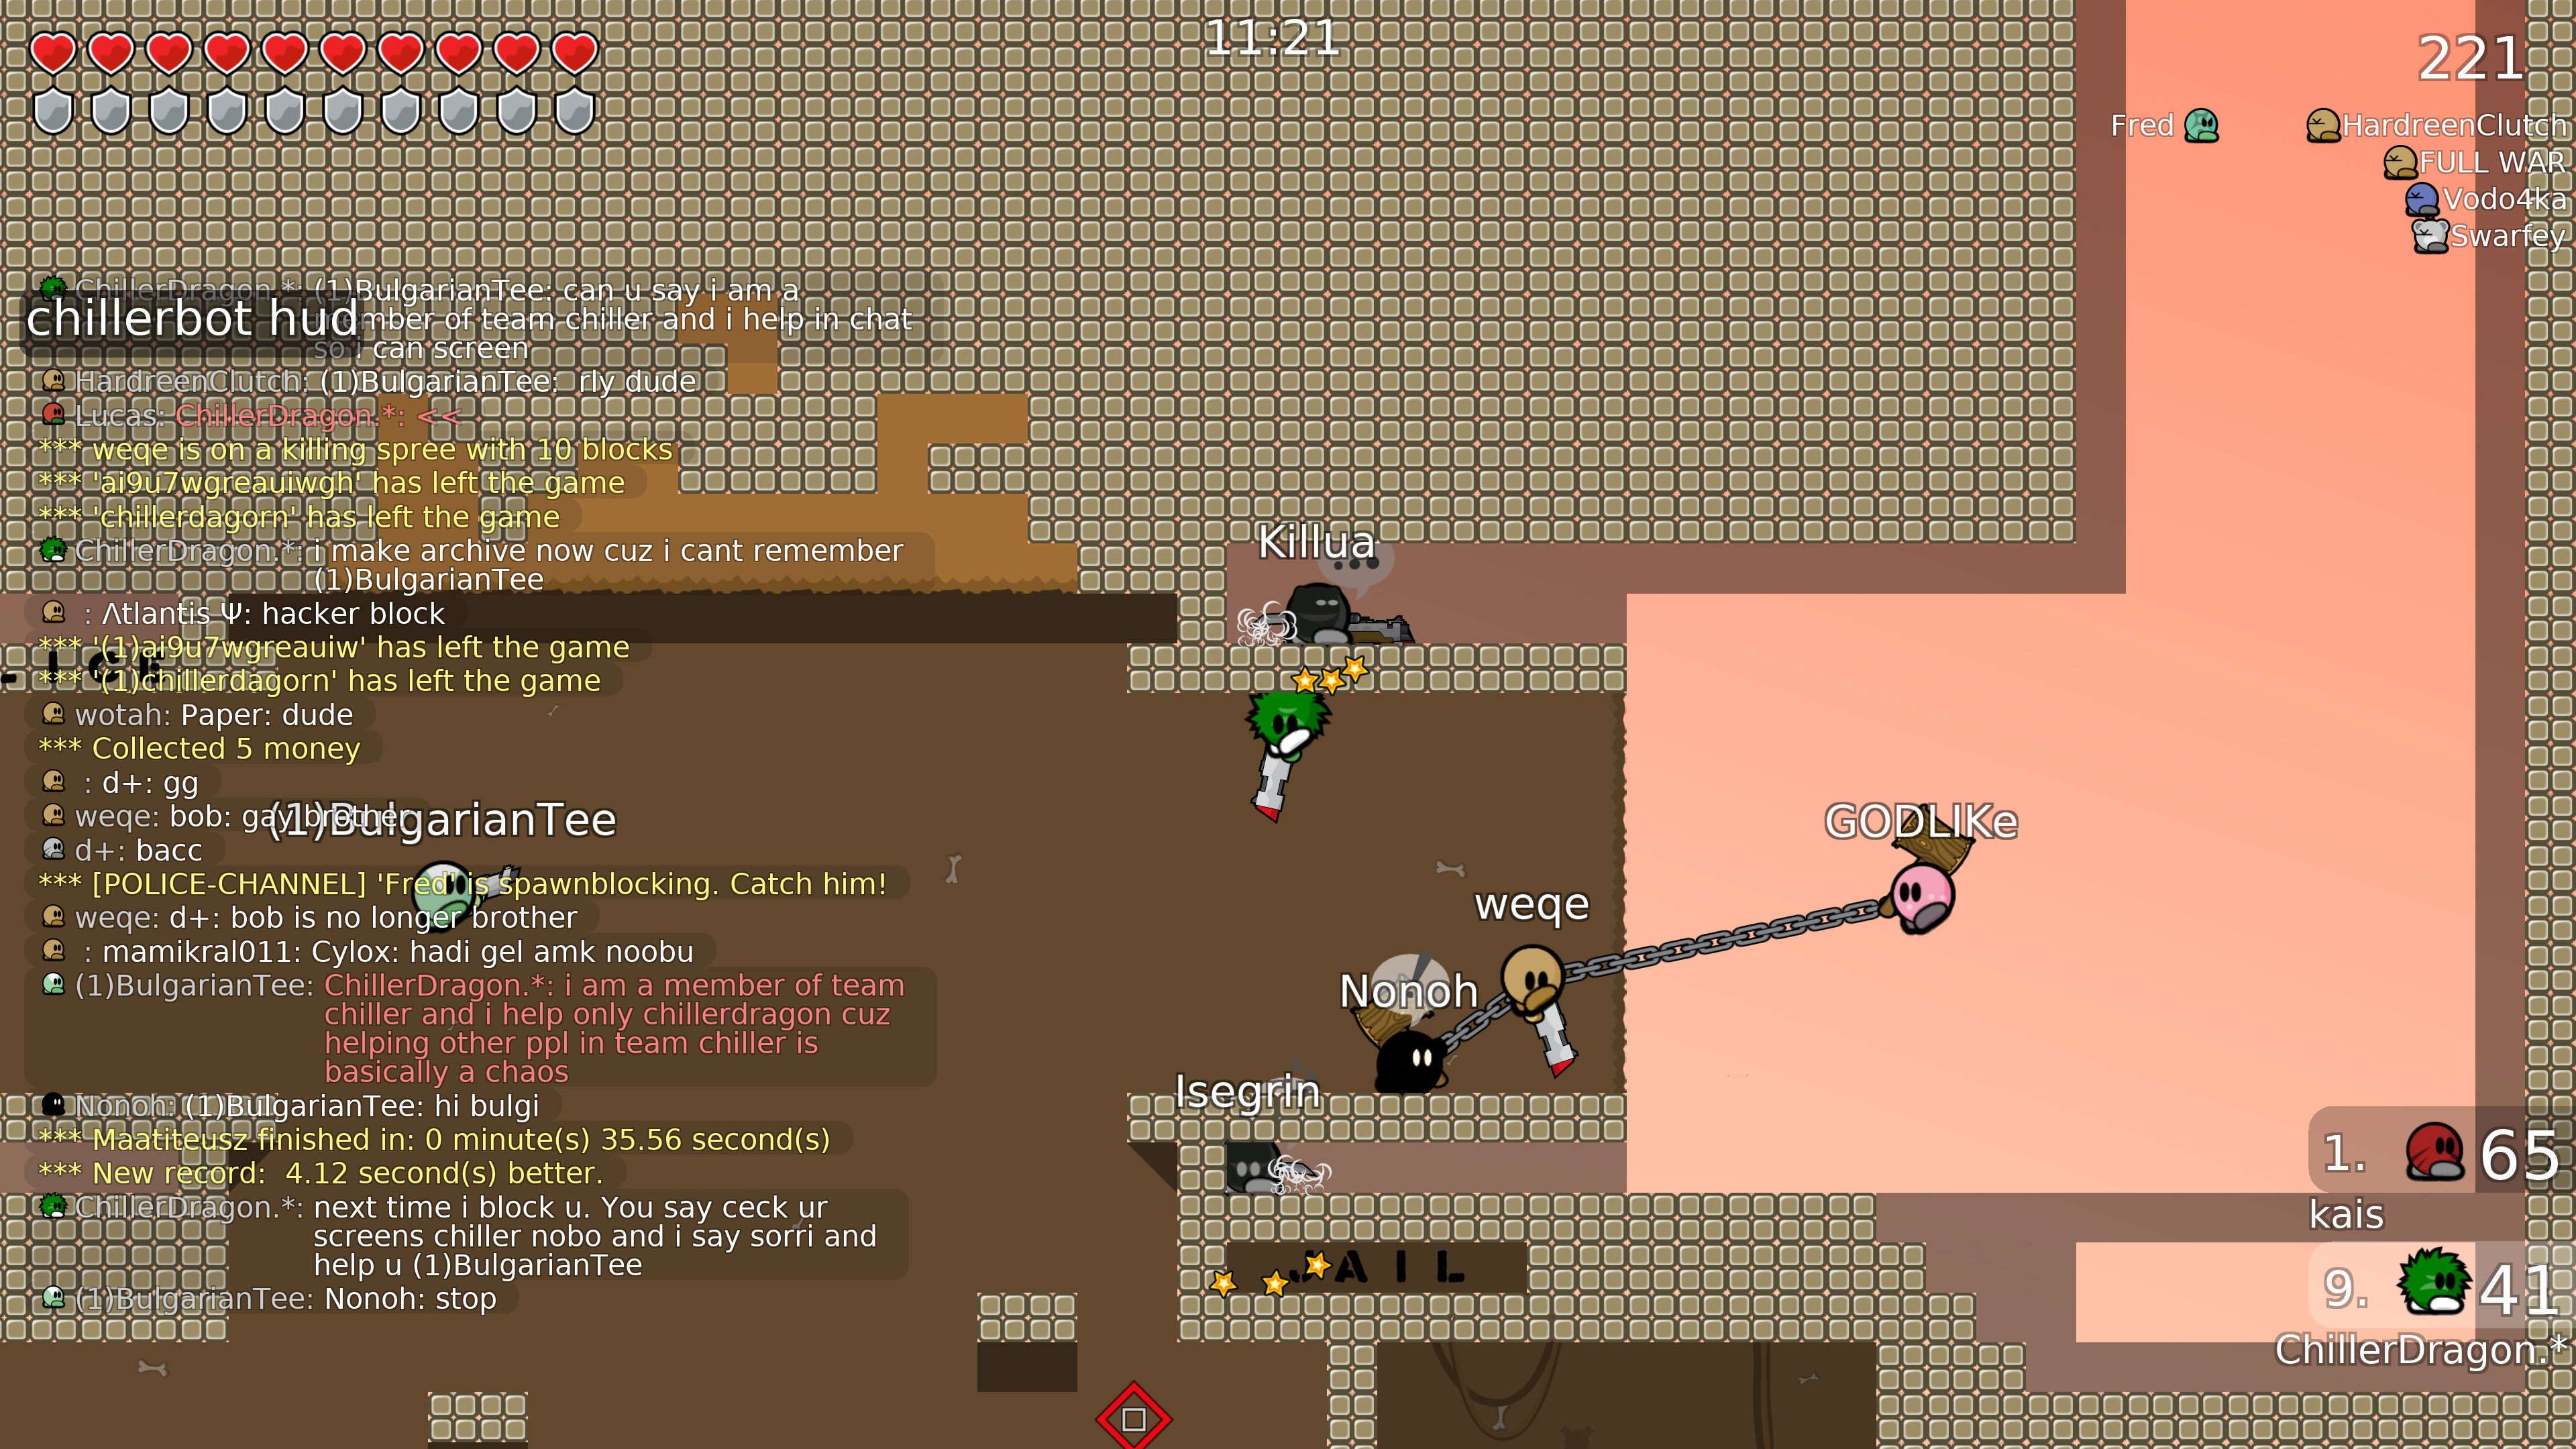 11:21
221
Fred HardreenClutch
FULL WAR
Vodo4ka
Swarfey
ChillerDragon.*: (1)BulgarianTee: can u say i am a
member of team chiller and i help in chat
so i can screen
chillerbot hud
HardreenClutch: (1)BulgarianTee:  rly dude
Lucas: ChillerDragon.*: <<
*** weqe is on a killing spree with 10 blocks
*** 'ai9u7wgreauiwgh' has left the game
*** 'chillerdagorn' has left the game
ChillerDragon.*: i make archive now cuz i cant remember
(1)BulgarianTee
: Λtlantis Ψ: hacker block
*** '(1)ai9u7wgreauiw' has left the game
*** '(1)chillerdagorn' has left the game
wotah: Paper: dude
*** Collected 5 money
: d+: gg
weqe: bob: gay brother
d+: bacc
*** [POLICE-CHANNEL] 'Fred' is spawnblocking. Catch him!
weqe: d+: bob is no longer brother
: mamikral011: Cylox: hadi gel amk noobu
(1)BulgarianTee: ChillerDragon.*: i am a member of team
chiller and i help only chillerdragon cuz
helping other ppl in team chiller is
basically a chaos
Nonoh: (1)BulgarianTee: hi bulgi
*** Maatiteusz finished in: 0 minute(s) 35.56 second(s)
*** New record:  4.12 second(s) better.
ChillerDragon.*: next time i block u. You say ceck ur
screens chiller nobo and i say sorri and
help u (1)BulgarianTee
(1)BulgarianTee: Nonoh: stop
Killua
(1)BulgarianTee
GODLIKe
weqe
Nonoh
Isegrin
JAIL
1. 65
kais
9. 41
ChillerDragon.*